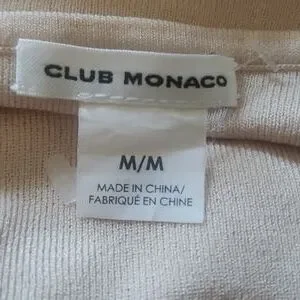 CLUB MONACO
M/M
MADE IN CHINA/
FABRIQUÉ EN CHINE